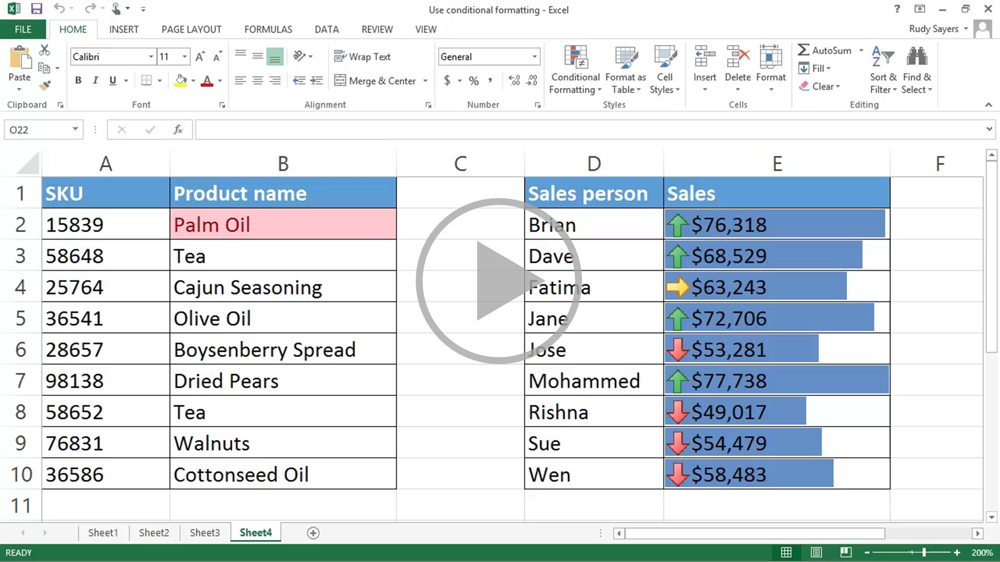 Use conditional formatting - Excel
?
FILE HOME INSERT PAGE LAYOUT FORMULAS DATA REVIEW VIEW
Rudy Sayers
Paste
Clipboard
Calibri 11
B I U A
Font
Wrap Text
Merge & Center
Alignment
General
$ % , .00
Number
Conditional Formatting
Format as Table
Cell Styles
Styles
Insert Delete Format
Cells
AutoSum
Fill
Clear
Sort & Filter
Find & Select
Editing
O22 fx
A B C D E F
1 SKU Product name Sales person Sales
2 15839 Palm Oil Brian $76,318
3 58648 Tea Dave $68,529
4 25764 Cajun Seasoning Fatima $63,243
5 36541 Olive Oil Jane $72,706
6 28657 Boysenberry Spread Jose $53,281
7 98138 Dried Pears Mohammed $77,738
8 58652 Tea Rishna $49,017
9 76831 Walnuts Sue $54,479
10 36586 Cottonseed Oil Wen $58,483
11
Sheet1 Sheet2 Sheet3 Sheet4
READY 200%